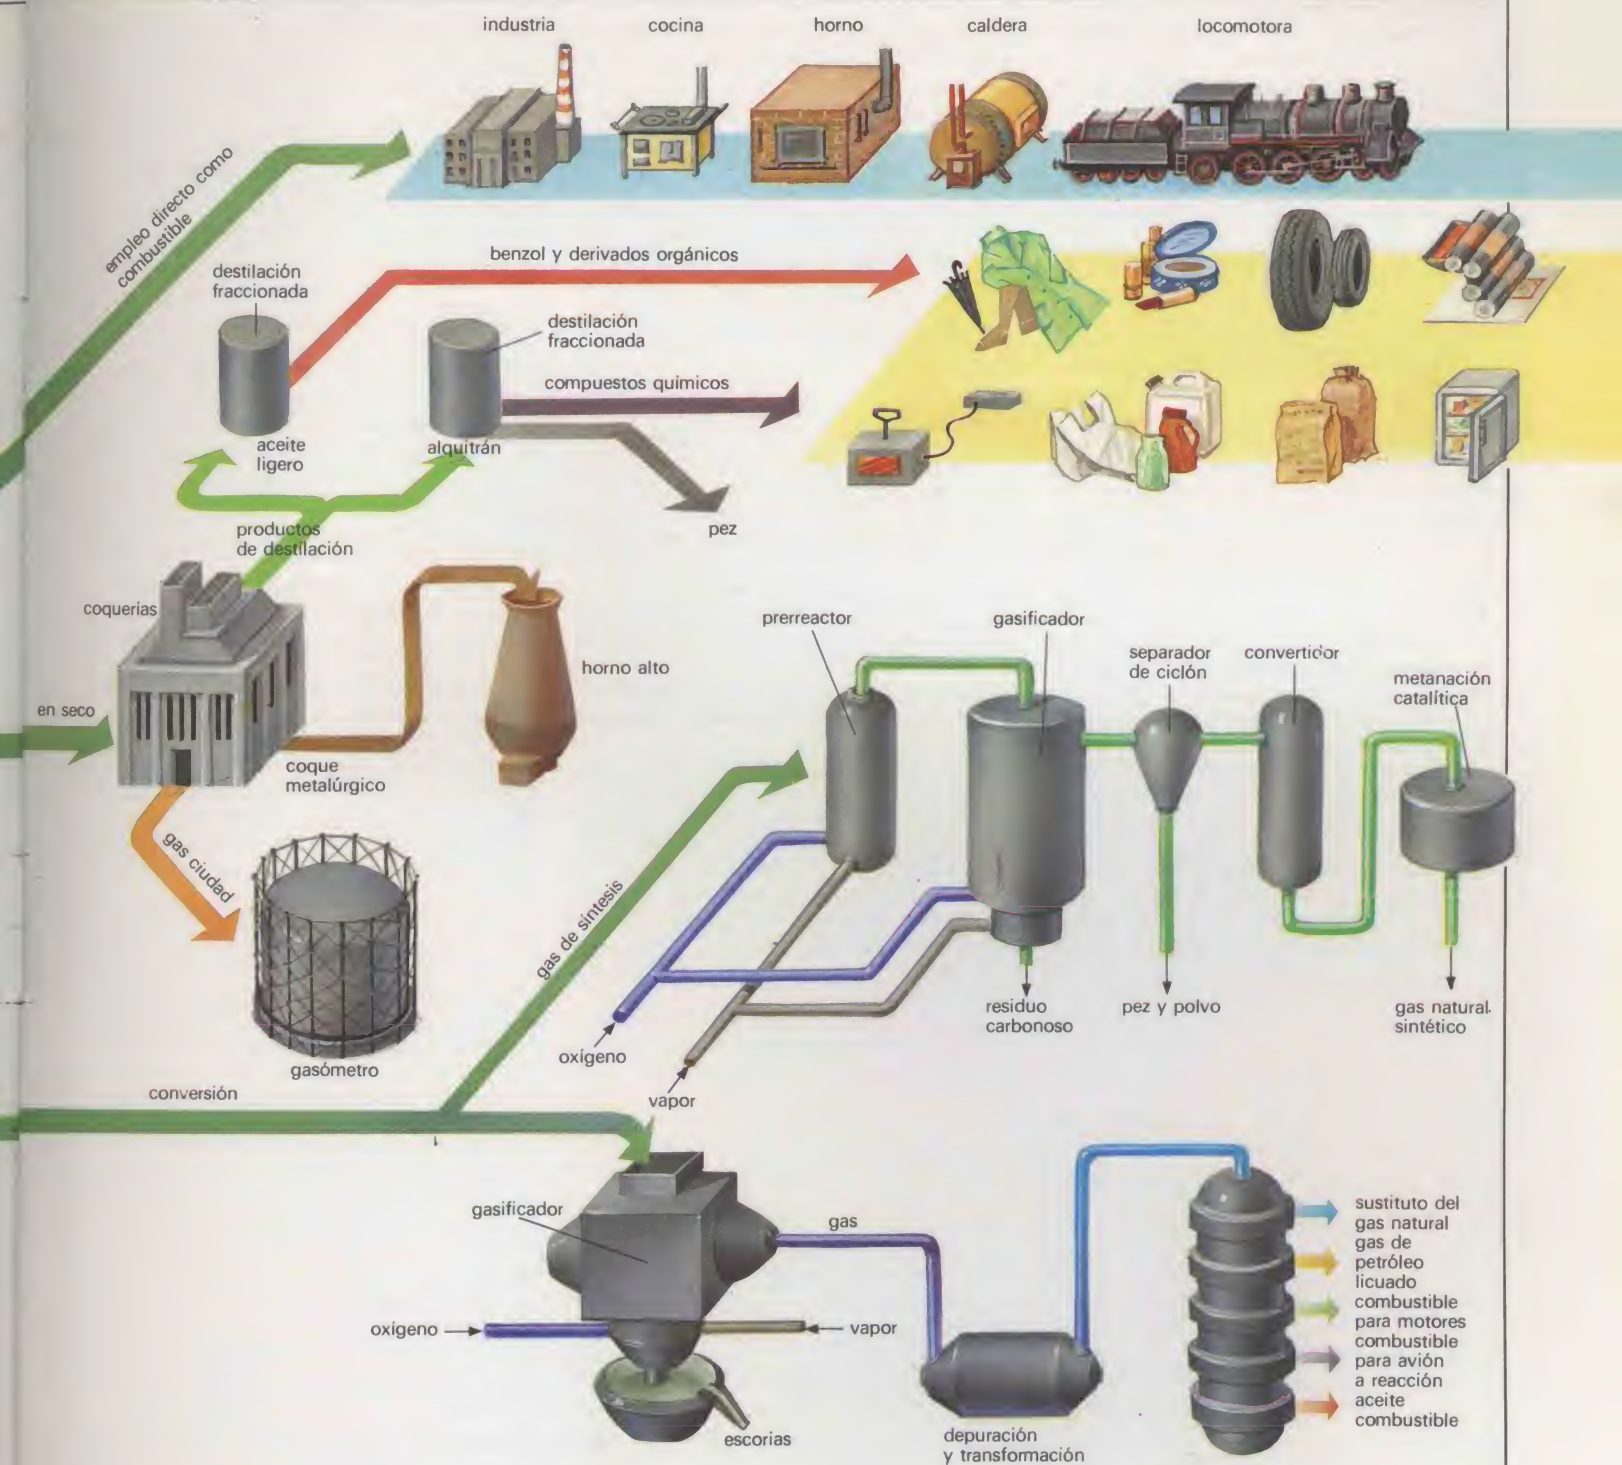 industria
cocina
horno
caldera
locomotora
empleo directo como
combustible
destilación
fraccionada
benzol y derivados orgánicos
destilación
fraccionada
compuestos químicos
aceite
ligero
alquitrán
pez
productos
de destilación
coquerías
horno alto
en seco
coque
metalúrgico
gas ciudad
gasómetro
prerreactor
gasificador
separador
de ciclón
convertidor
metanación
catalítica
gas de síntesis
oxígeno
vapor
residuo
carbonoso
pez y polvo
gas natural
sintético
conversión
gasificador
gas
oxígeno
vapor
escorias
depuración
y transformación
sustituto del
gas natural
gas de
petróleo
licuado
combustible
para motores
combustible
para avión
a reacción
aceite
combustible